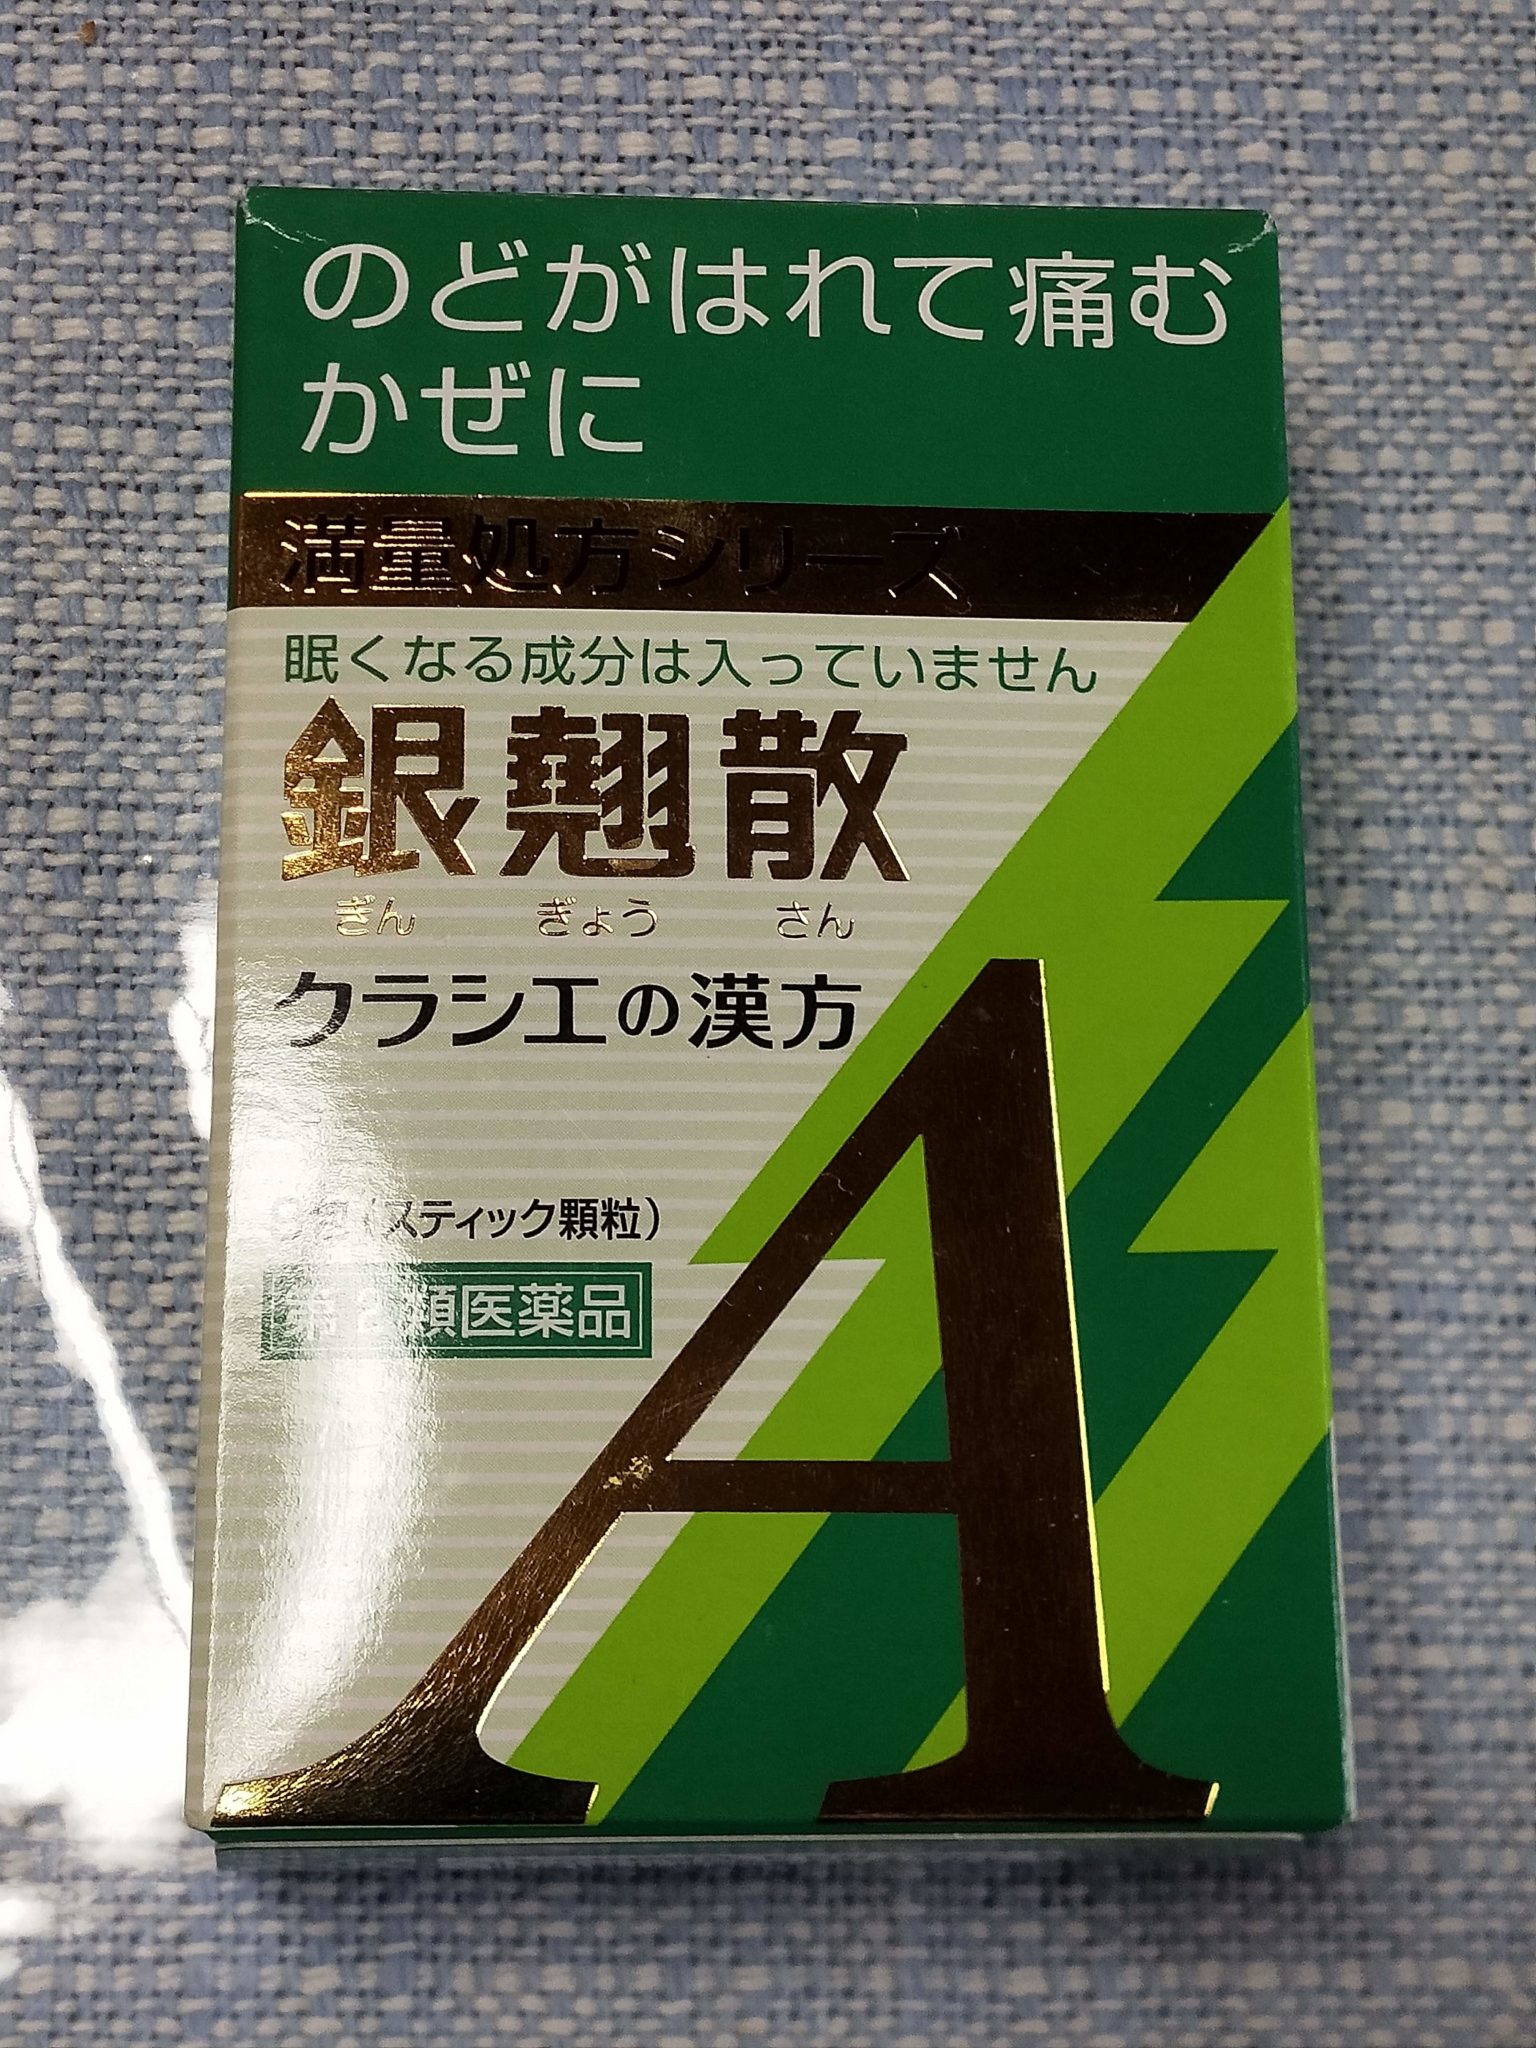 のどがはれて痛む
かぜに
満量処方シリーズ
眠くなる成分は入っていません
銀翹散
ぎん ぎょう さん
クラシエの漢方
(スティック顆粒)
類医薬品
A